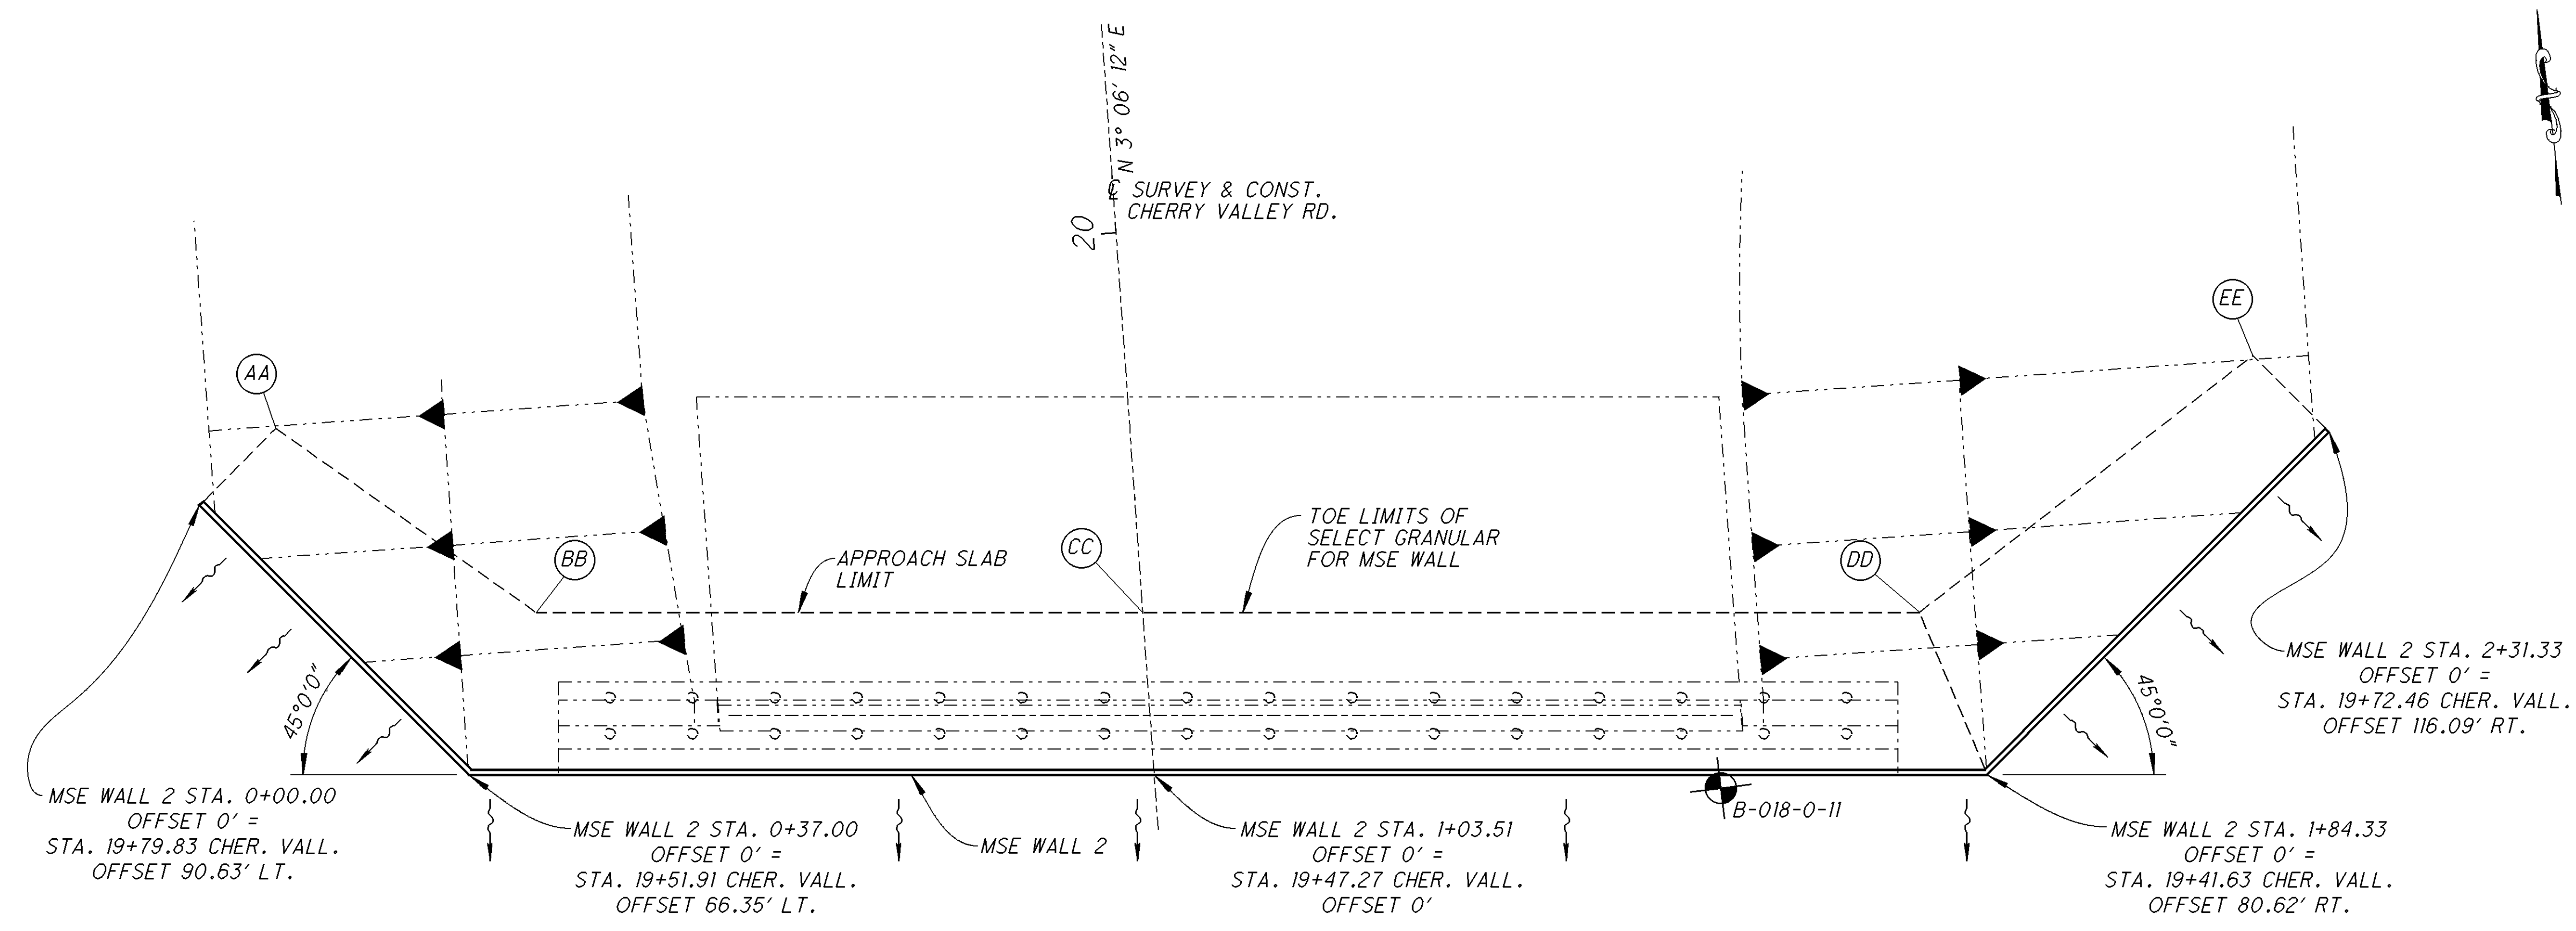 N 3° 06' 12" E
℄ SURVEY & CONST.
CHERRY VALLEY RD.
20
EE
AA
TOE LIMITS OF
SELECT GRANULAR
FOR MSE WALL
CC
APPROACH SLAB
LIMIT
BB
DD
45°0'0"
45°0'0"
MSE WALL 2 STA. 2+31.33
OFFSET 0' =
STA. 19+72.46 CHER. VALL.
OFFSET 116.09' RT.
MSE WALL 2 STA. 0+00.00
OFFSET 0' =
STA. 19+79.83 CHER. VALL.
OFFSET 90.63' LT.
MSE WALL 2 STA. 0+37.00
OFFSET 0' =
STA. 19+51.91 CHER. VALL.
OFFSET 66.35' LT.
MSE WALL 2
MSE WALL 2 STA. 1+03.51
OFFSET 0' =
STA. 19+47.27 CHER. VALL.
OFFSET 0'
B-018-0-11
MSE WALL 2 STA. 1+84.33
OFFSET 0' =
STA. 19+41.63 CHER. VALL.
OFFSET 80.62' RT.